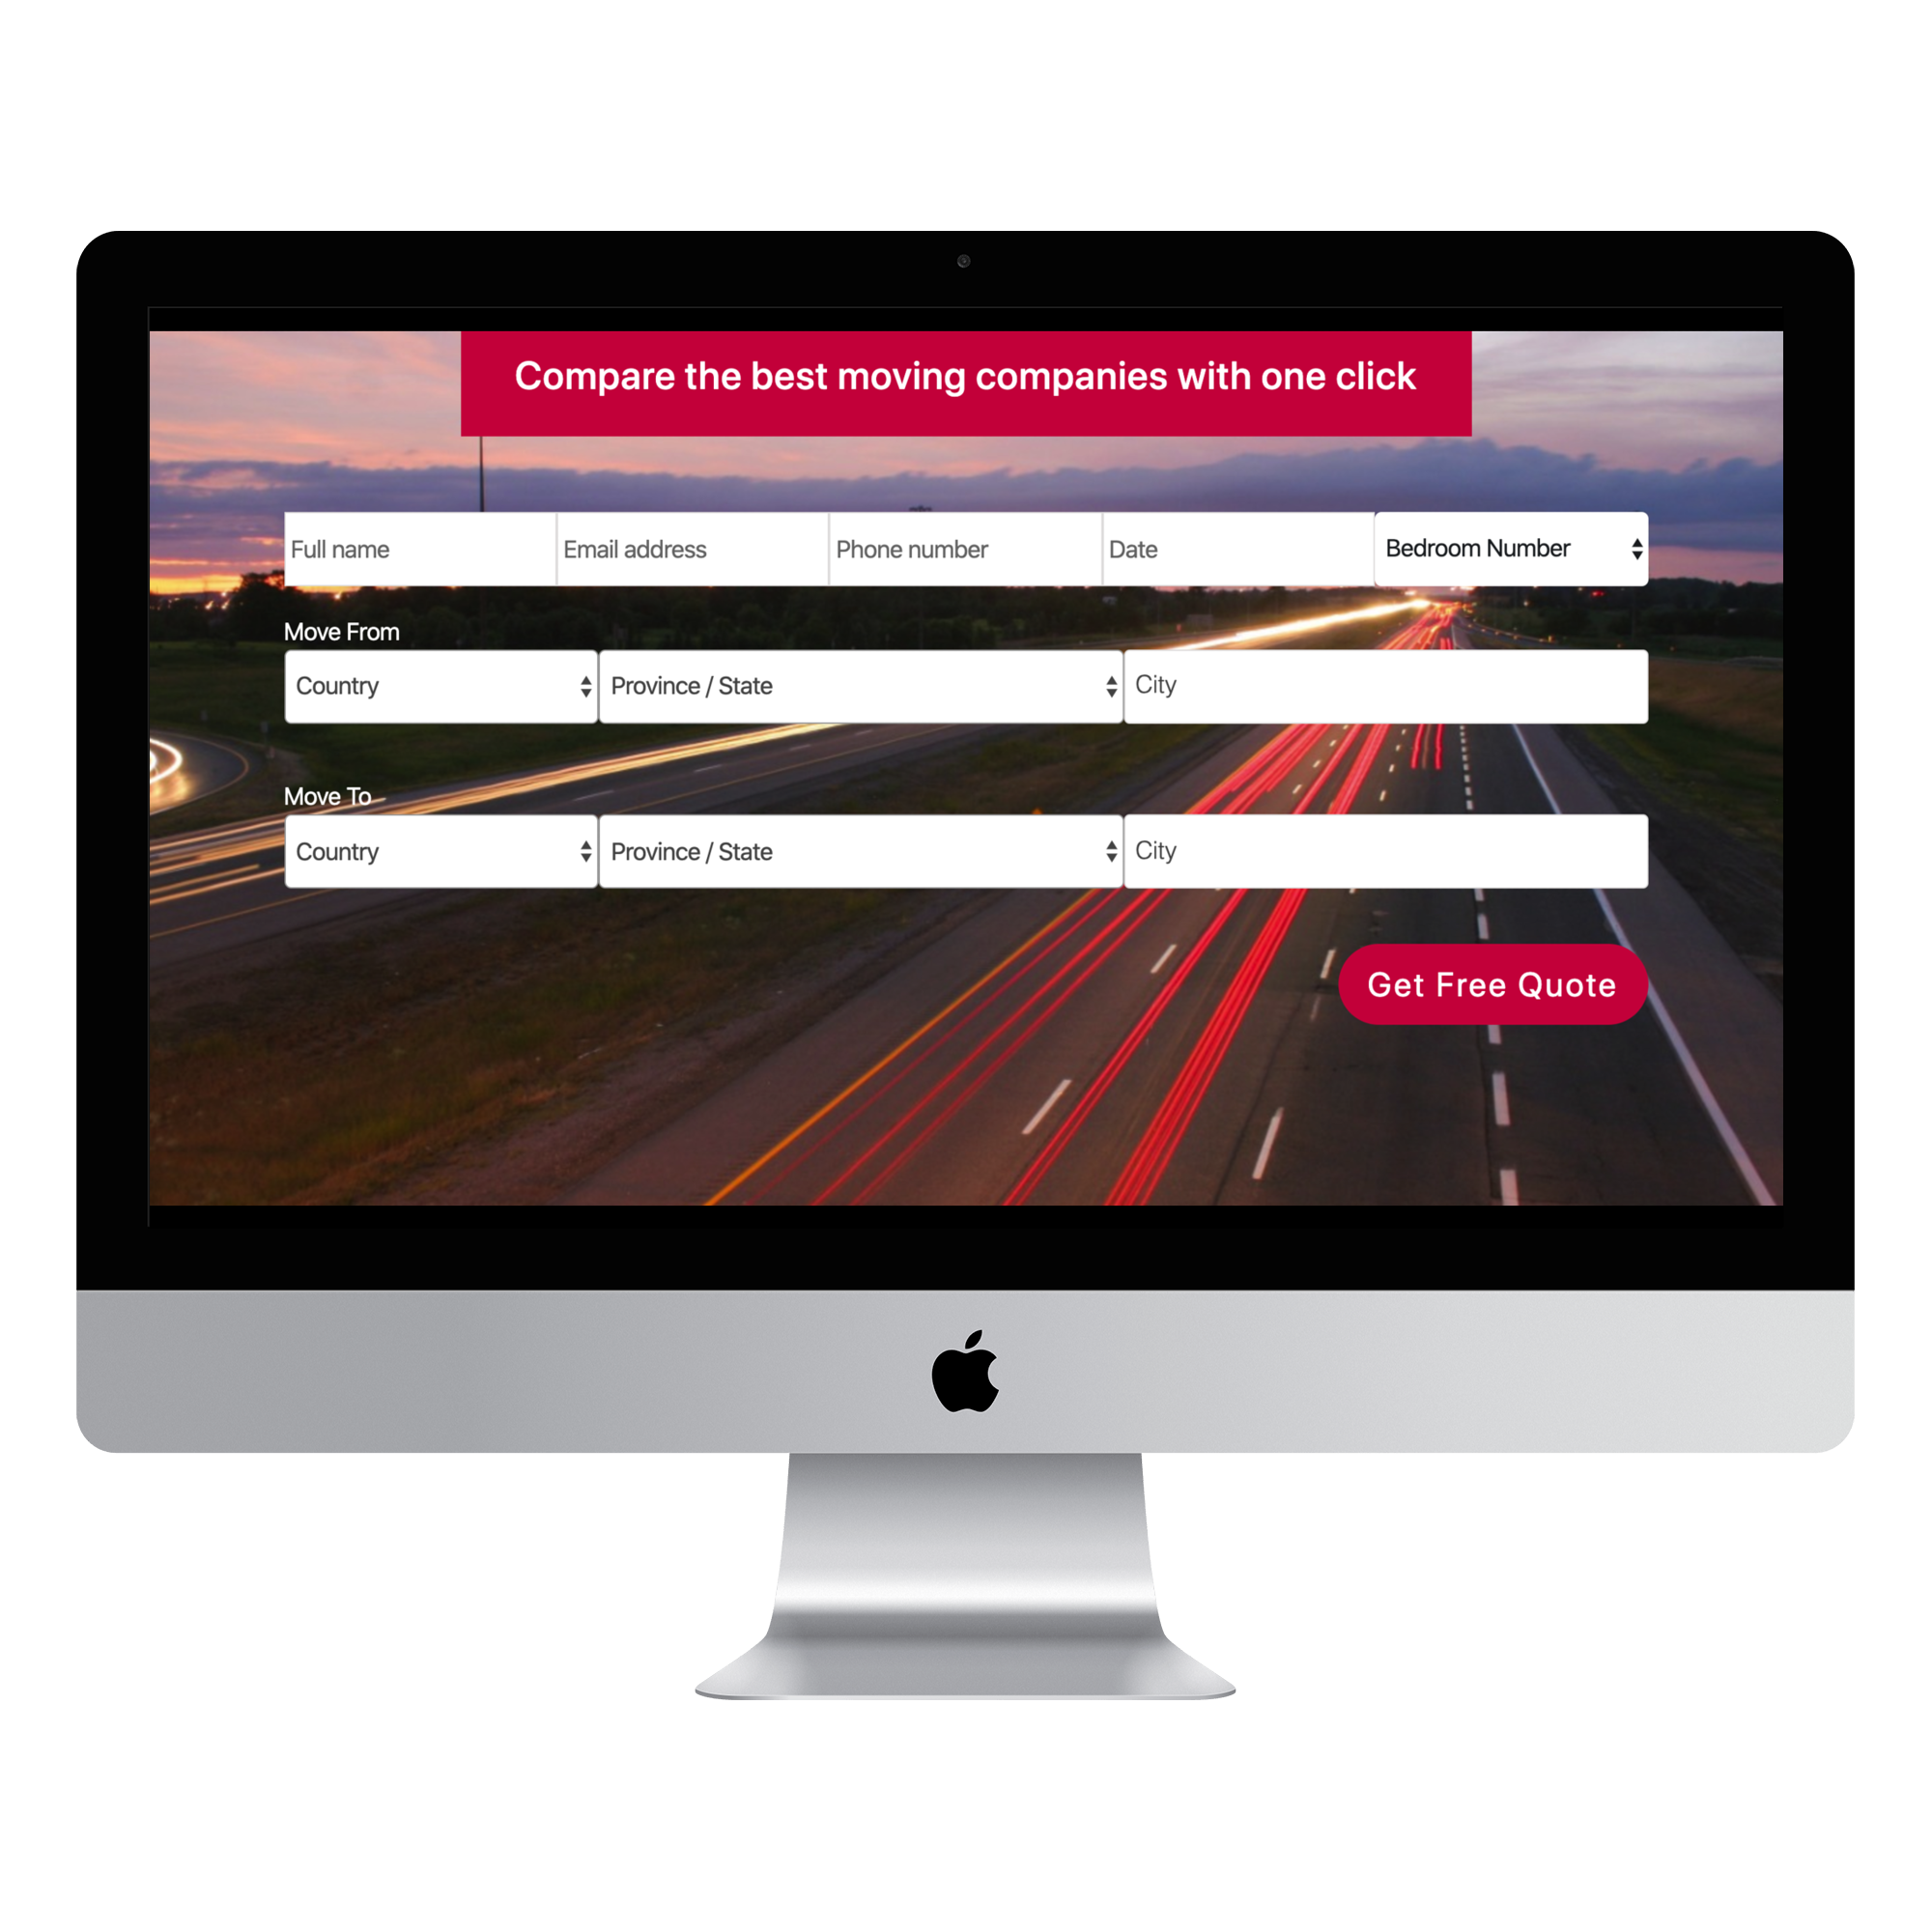 Compare the best moving companies with one click
Full name Email address Phone number Date Bedroom Number
Move From
Country Province / State City
Move To
Country Province / State City
Get Free Quote